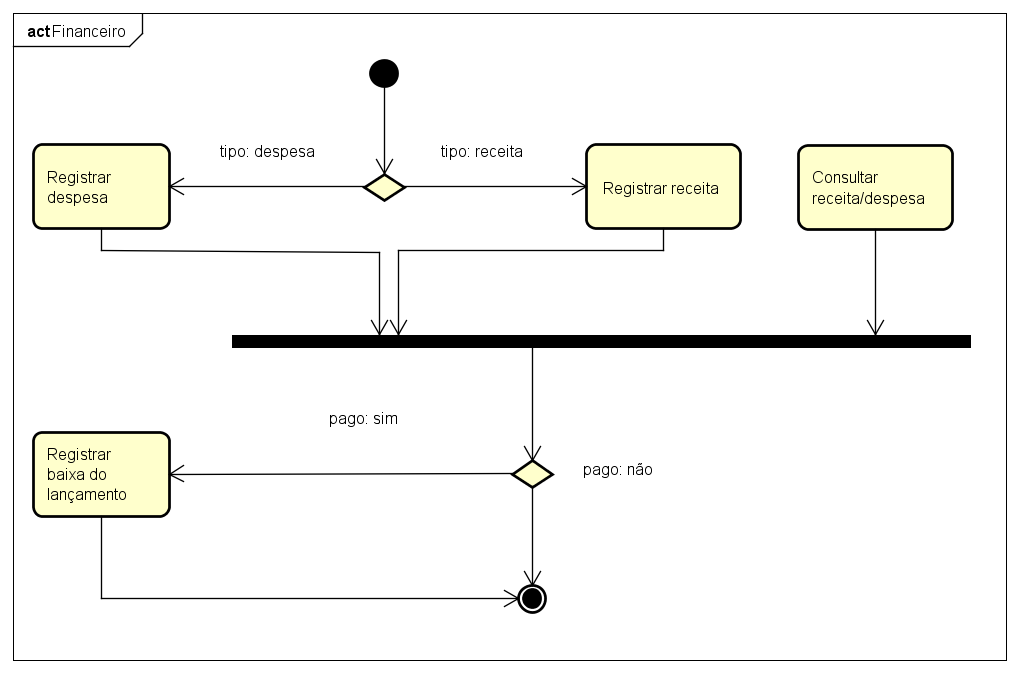 act Financeiro
tipo: despesa
tipo: receita
Registrar
despesa
Registrar receita
Consultar
receita/despesa
pago: sim
Registrar
baixa do
lançamento
pago: não